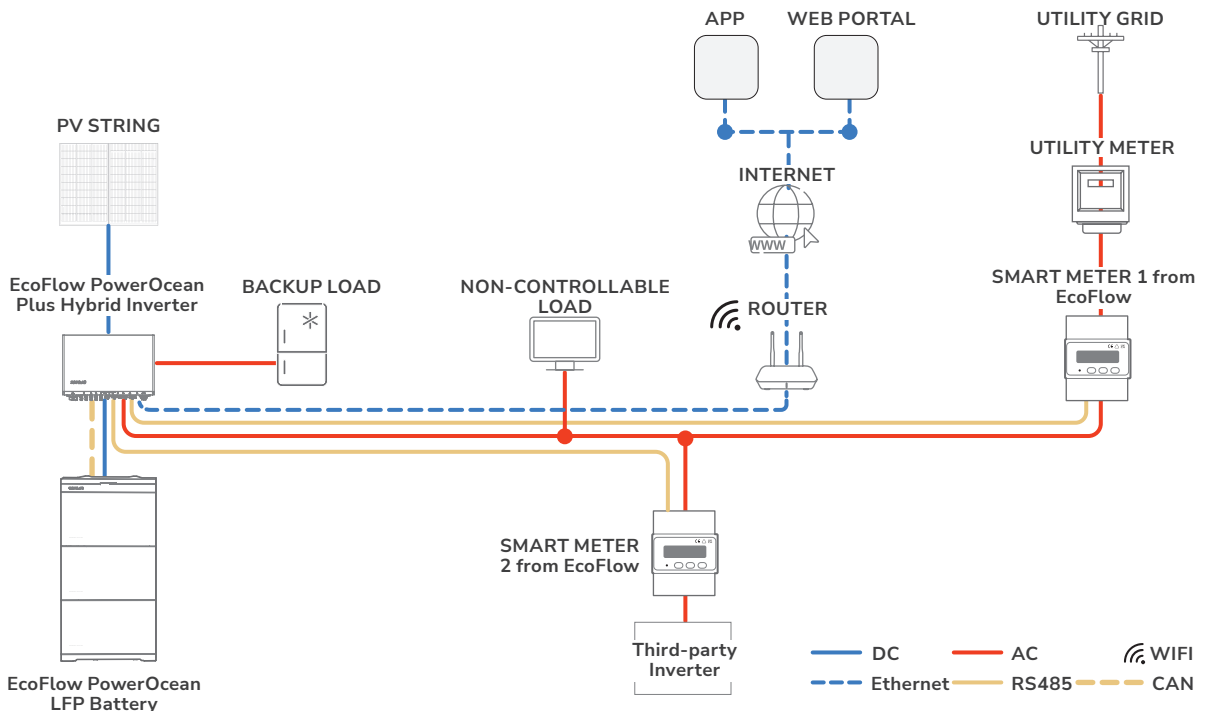 APP
WEB PORTAL
UTILITY GRID
PV STRING
UTILITY METER
INTERNET
WWW
EcoFlow PowerOcean
Plus Hybrid Inverter
BACKUP LOAD
NON-CONTROLLABLE
LOAD
ROUTER
SMART METER 1 from
EcoFlow
SMART METER
2 from EcoFlow
Third-party
Inverter
EcoFlow PowerOcean
LFP Battery
DC
AC
WIFI
Ethernet
RS485
CAN